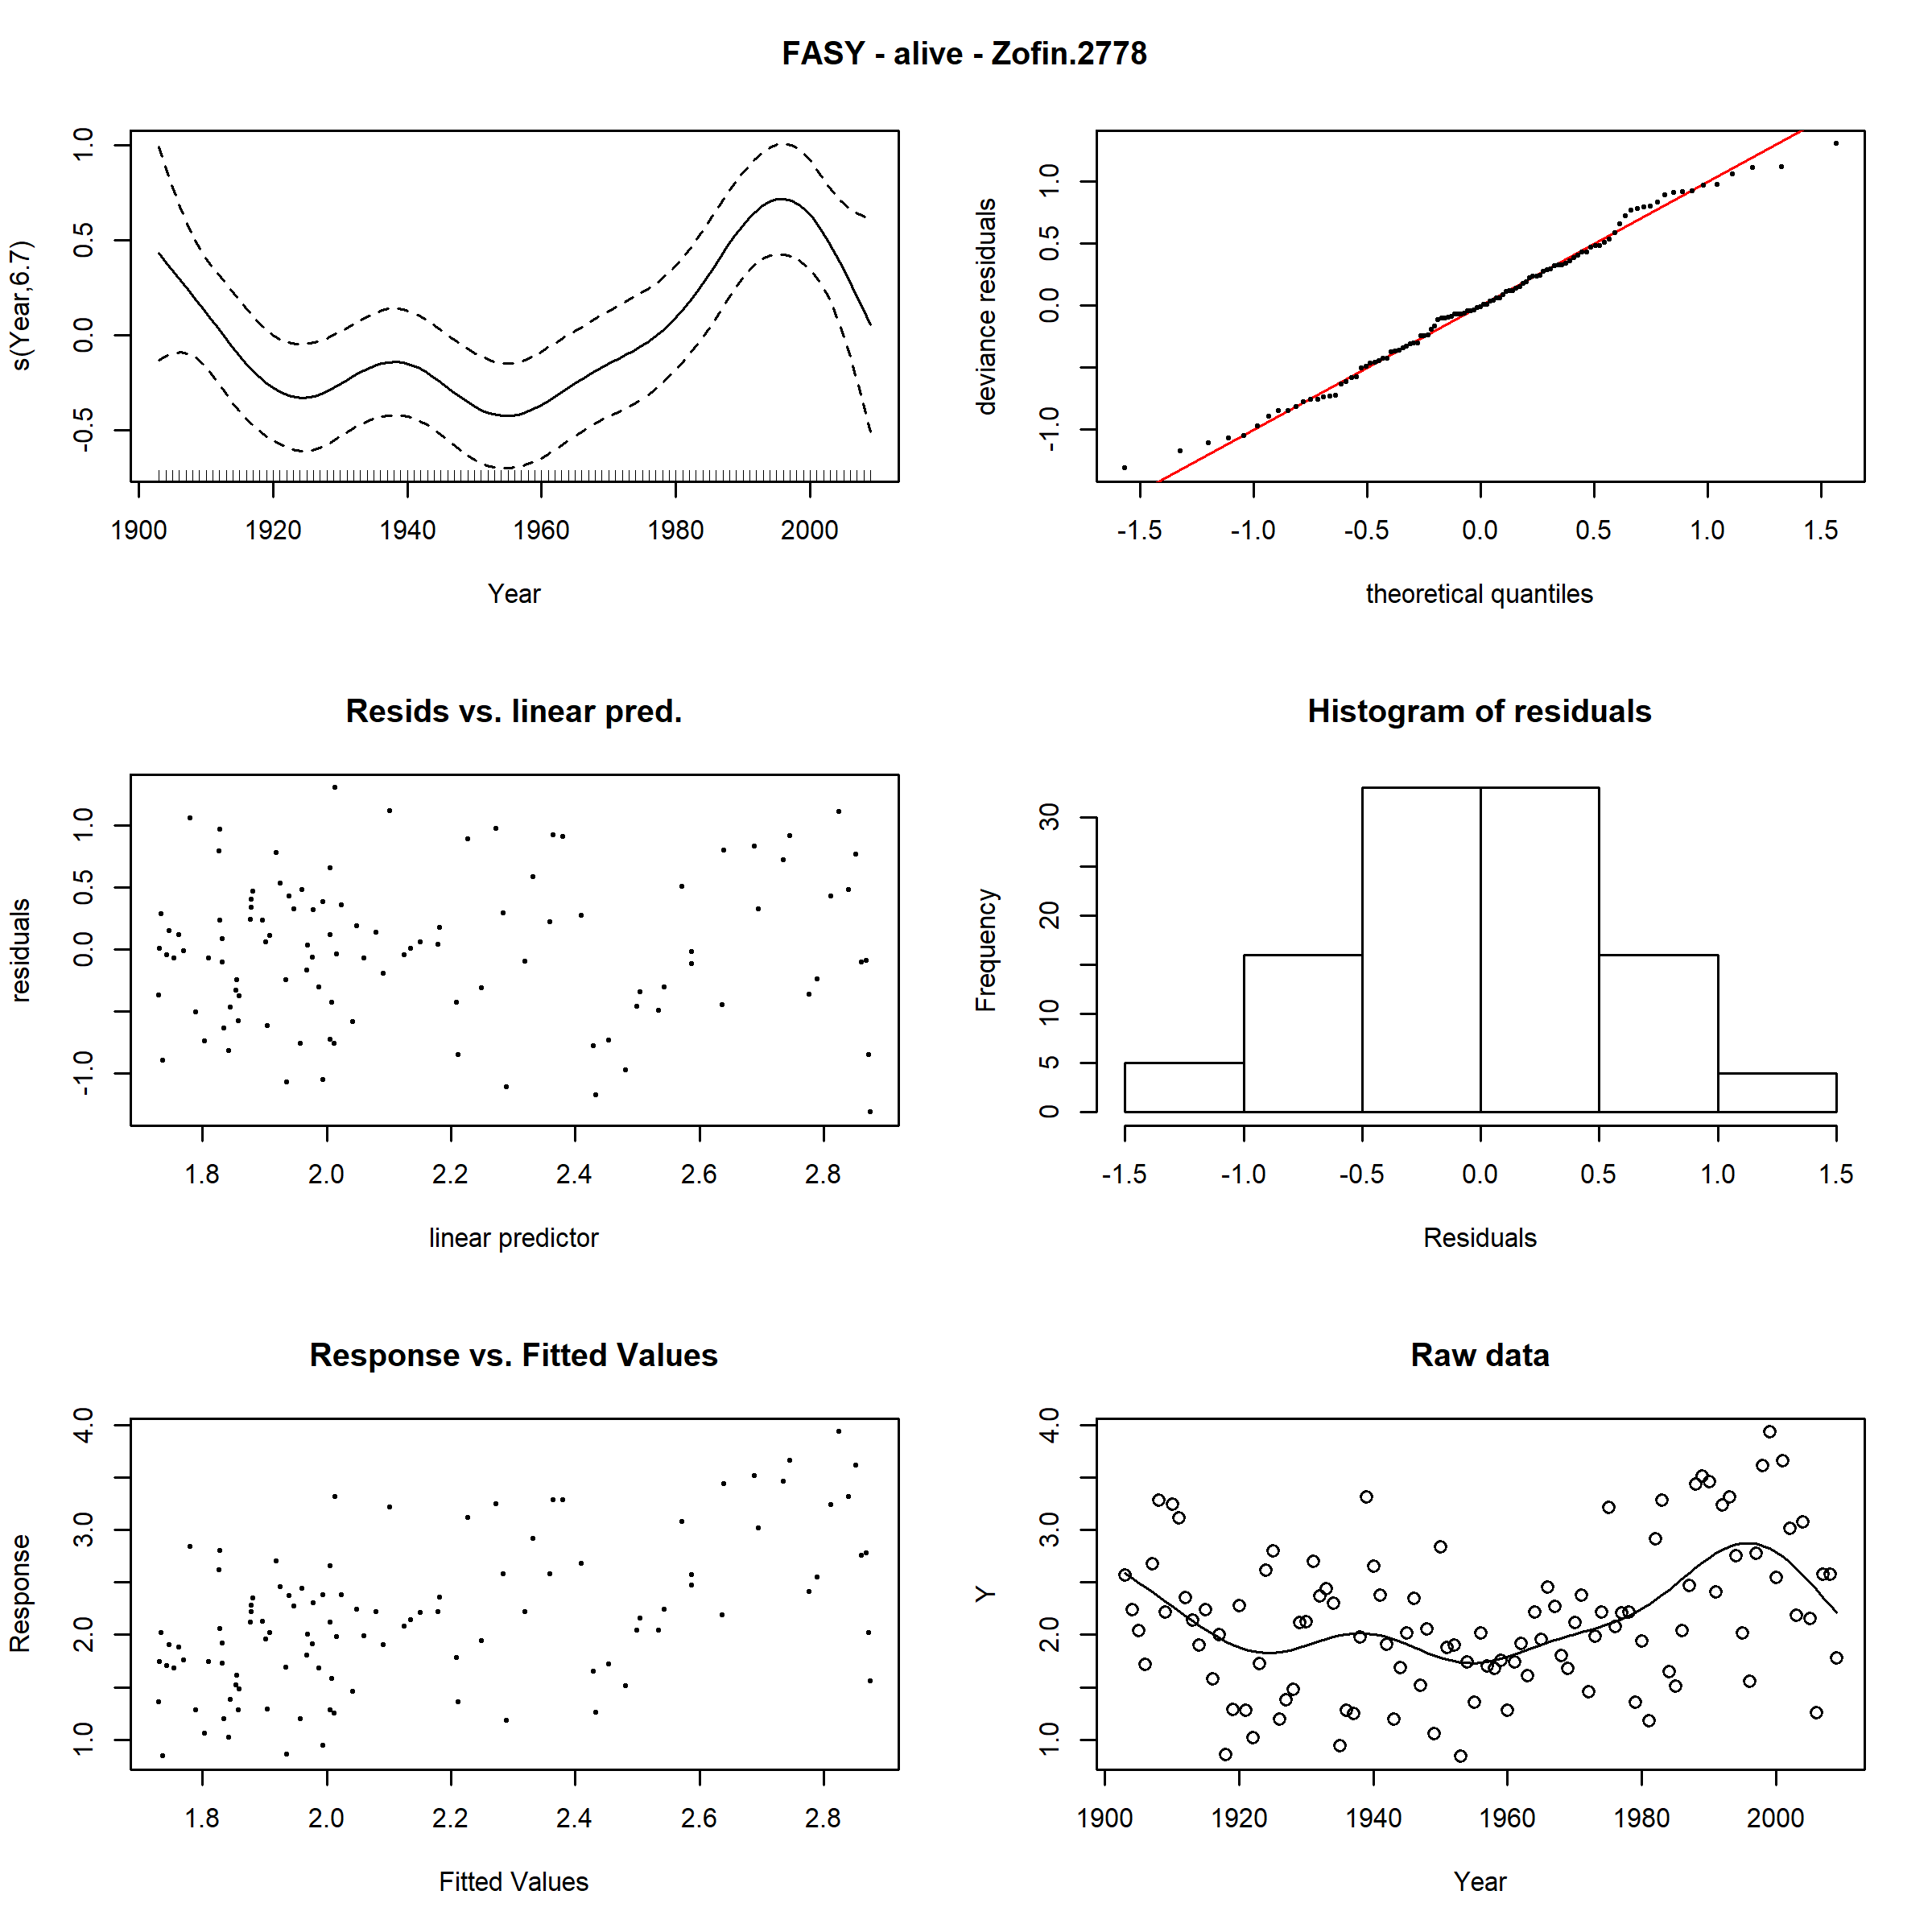 FASY - alive - Zofin.2778
s(Year,6.7)
-0.5 0.0 0.5 1.0
1900 1920 1940 1960 1980 2000
Year
deviance residuals
-1.0 0.0 0.5 1.0
-1.5 -1.0 -0.5 0.0 0.5 1.0 1.5
theoretical quantiles
Resids vs. linear pred.
residuals
-1.0 0.0 0.5 1.0
1.8 2.0 2.2 2.4 2.6 2.8
linear predictor
Histogram of residuals
Frequency
0 5 10 20 30
-1.5 -1.0 -0.5 0.0 0.5 1.0 1.5
Residuals
Response vs. Fitted Values
Response
1.0 2.0 3.0 4.0
1.8 2.0 2.2 2.4 2.6 2.8
Fitted Values
Raw data
Y
1.0 2.0 3.0 4.0
1900 1920 1940 1960 1980 2000
Year